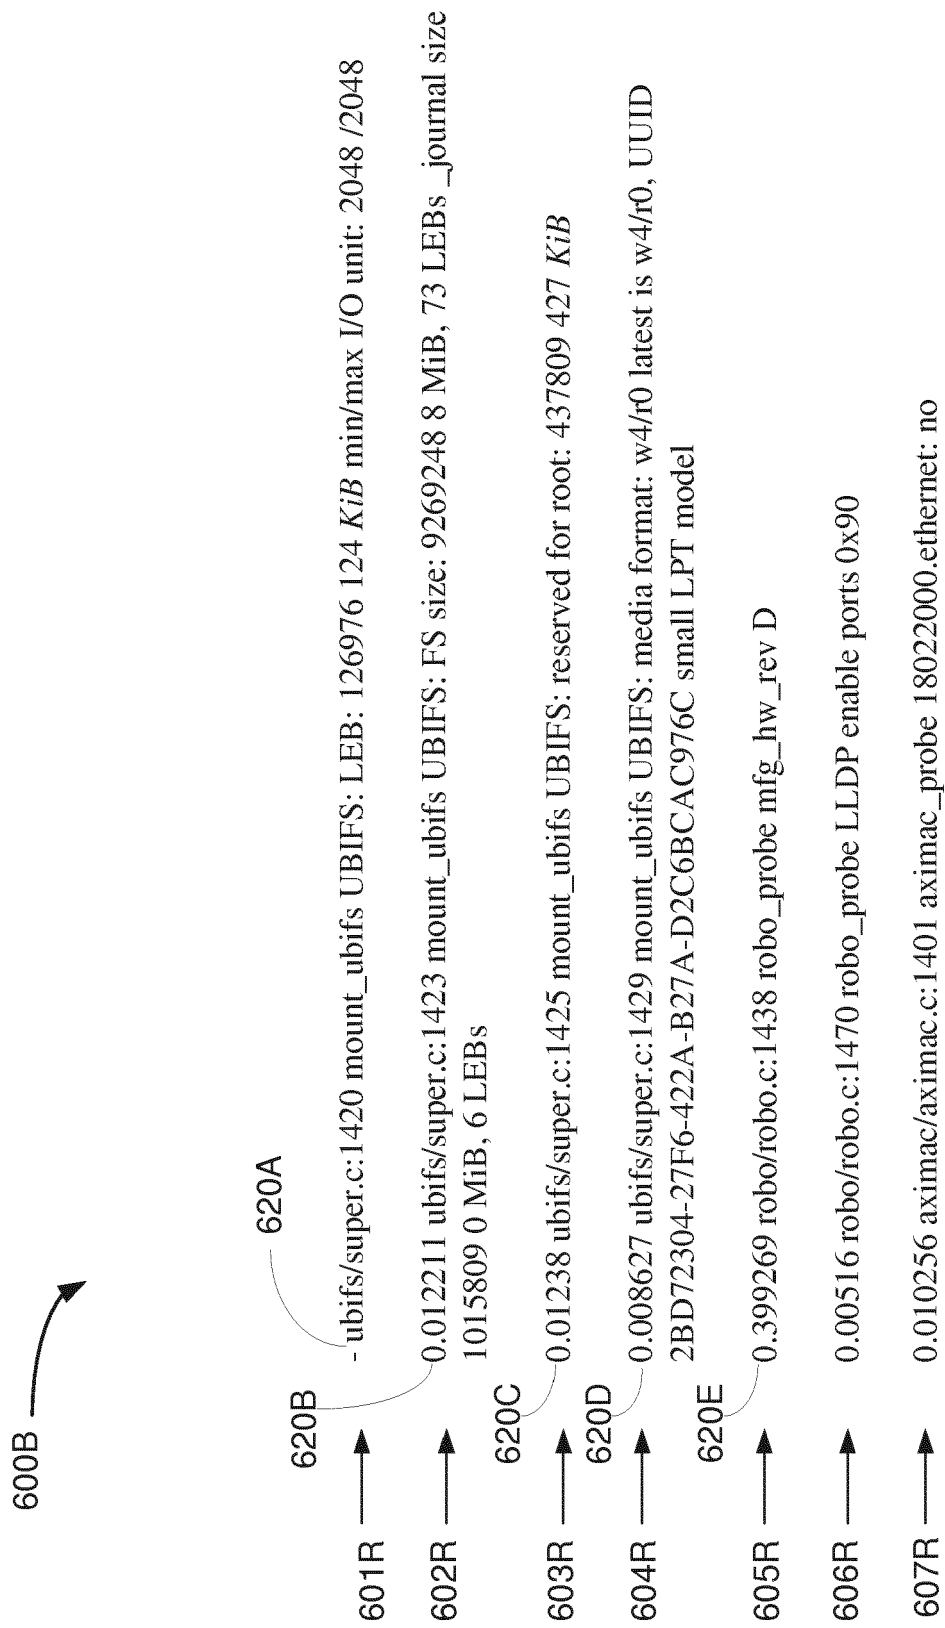 600B
620A
601R
- ubifs/super.c:1420 mount_ubifs UBIFS: LEB: 126976 124 KiB min/max I/O unit: 2048 /2048
620B
602R
0.012211 ubifs/super.c:1423 mount_ubifs UBIFS: FS size: 9269248 8 MiB, 73 LEBs _journal size
1015809 0 MiB, 6 LEBs
620C
603R
0.01238 ubifs/super.c:1425 mount_ubifs UBIFS: reserved for root: 437809 427 KiB
620D
604R
0.008627 ubifs/super.c:1429 mount_ubifs UBIFS: media format: w4/r0 latest is w4/r0, UUID
2BD72304-27F6-422A-B27A-D2C6BCAC976C small LPT model
620E
605R
0.399269 robo/robo.c:1438 robo_probe mfg_hw_rev D
606R
0.00516 robo/robo.c:1470 robo_probe LLDP enable ports 0x90
607R
0.010256 aximac/aximac.c:1401 aximac_probe 18022000.ethernet: no